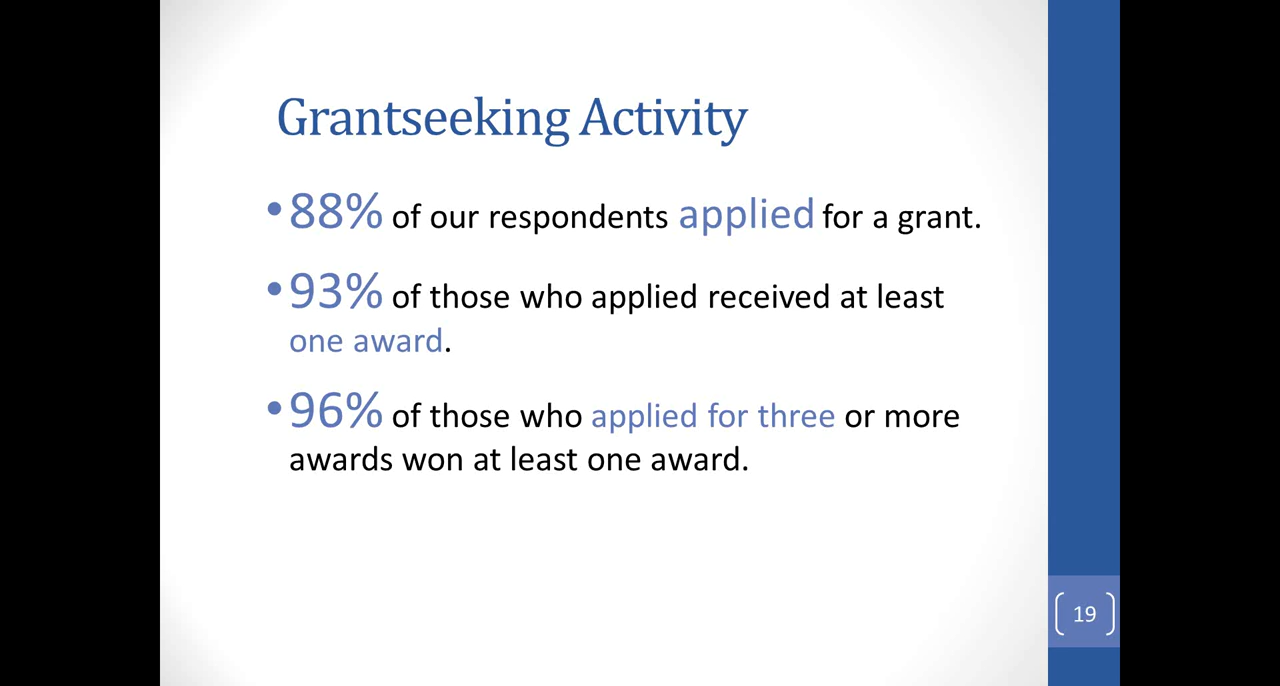 Grantseeking Activity
•88% of our respondents applied for a grant.
•93% of those who applied received at least
one award.
•96% of those who applied for three or more
awards won at least one award.
19